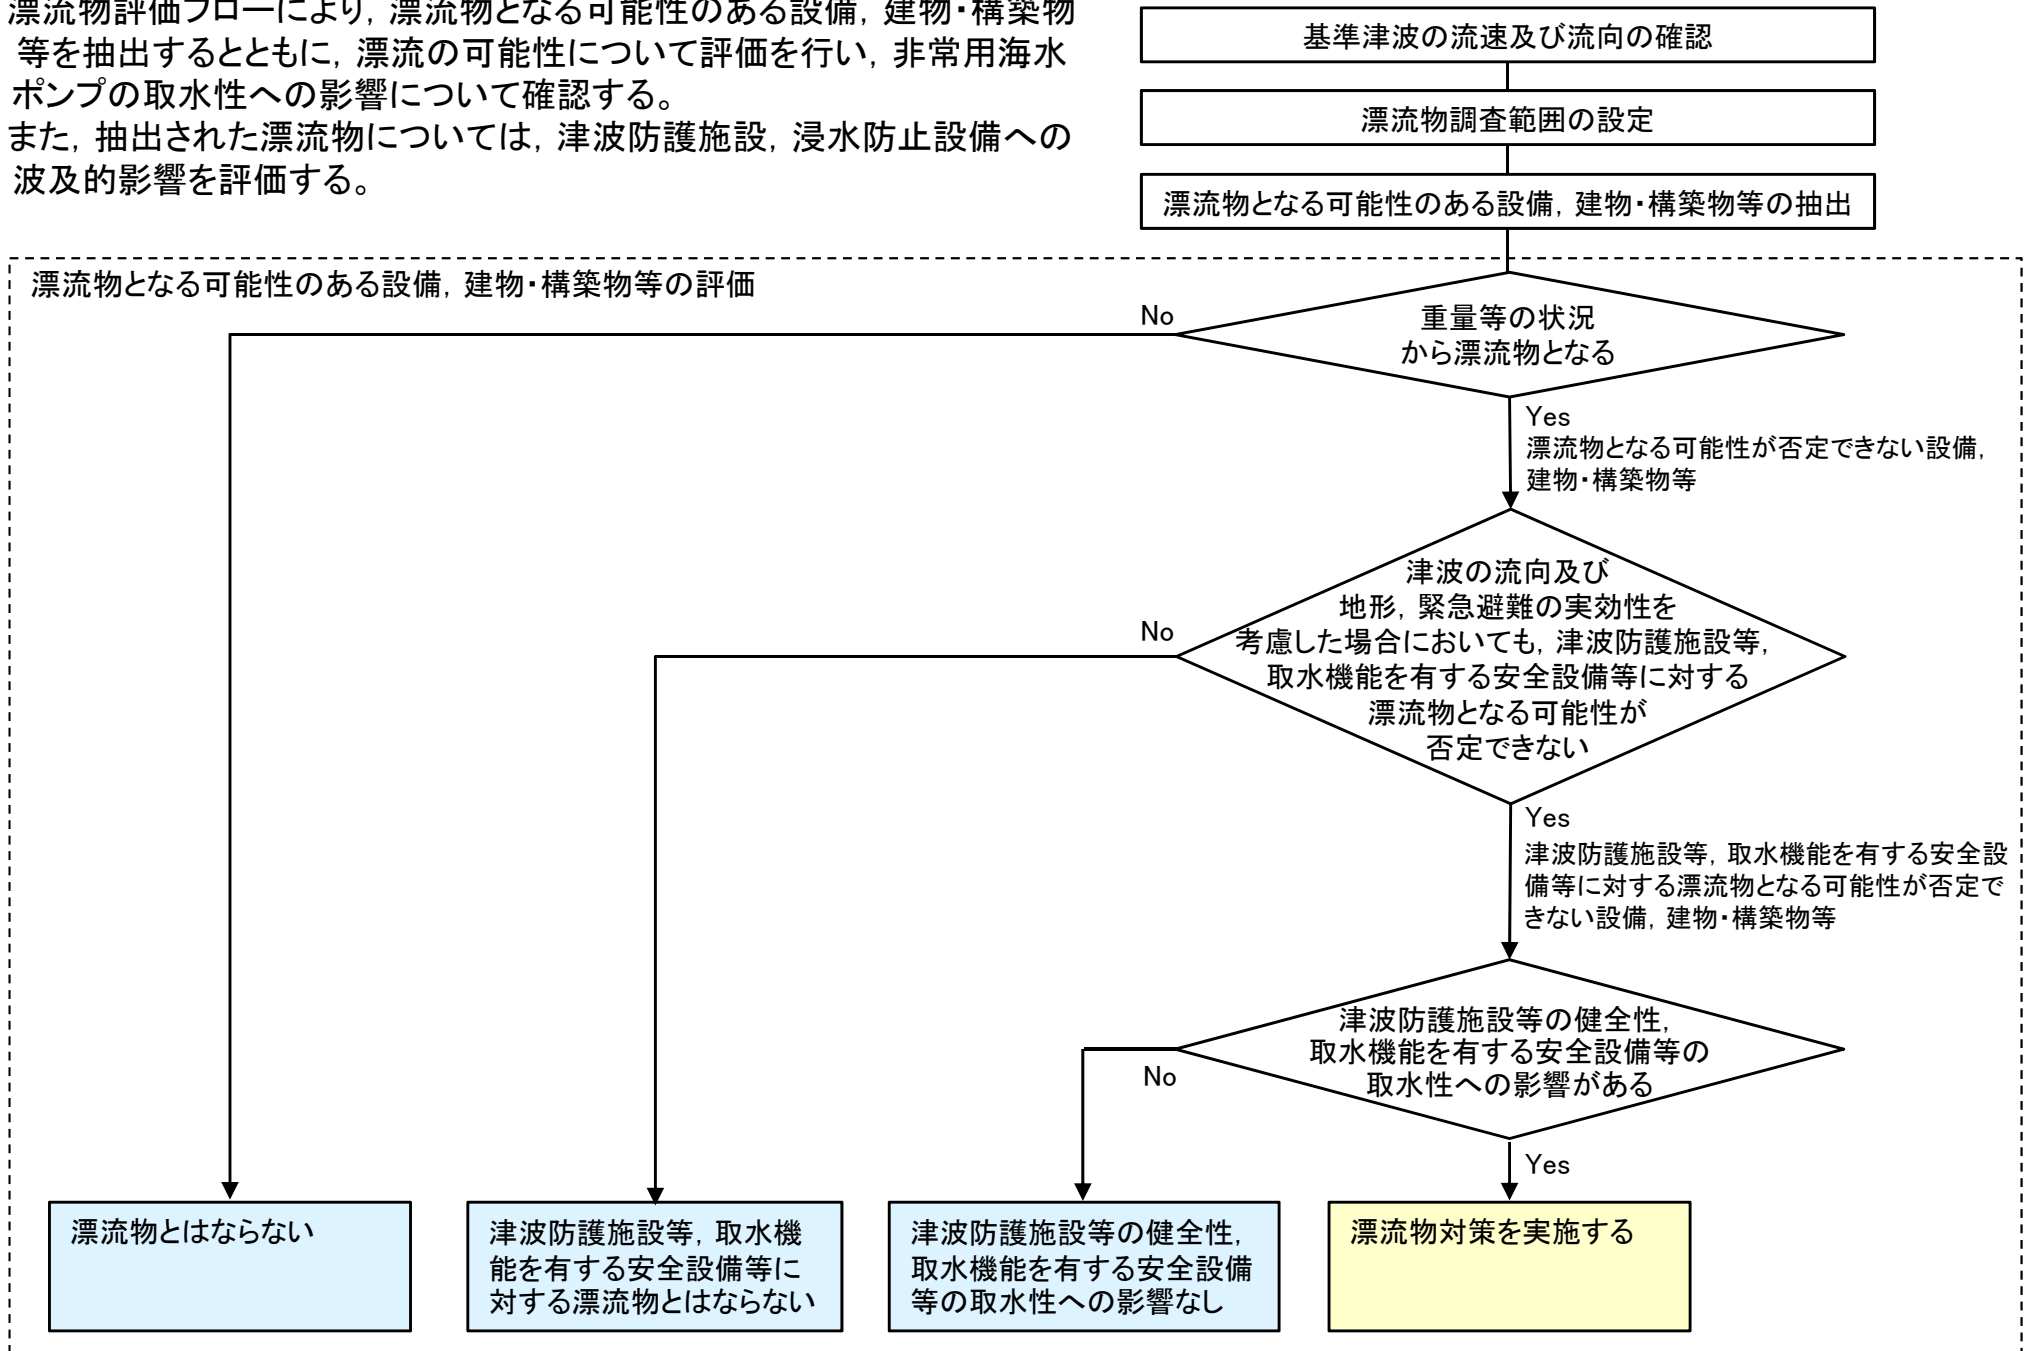 漂流物評価フローにより，漂流物となる可能性のある設備，建物・構築物
等を抽出するとともに，漂流の可能性について評価を行い，非常用海水
ポンプの取水性への影響について確認する。
また，抽出された漂流物については，津波防護施設，浸水防止設備への
波及的影響を評価する。
基準津波の流速及び流向の確認
漂流物調査範囲の設定
漂流物となる可能性のある設備，建物・構築物等の抽出
漂流物となる可能性のある設備，建物・構築物等の評価
No
重量等の状況
から漂流物となる
Yes
漂流物となる可能性が否定できない設備，
建物・構築物等
No
津波の流向及び
地形，緊急避難の実効性を
考慮した場合においても，津波防護施設等，
取水機能を有する安全設備等に対する
漂流物となる可能性が
否定できない
Yes
津波防護施設等，取水機能を有する安全設
備等に対する漂流物となる可能性が否定で
きない設備，建物・構築物等
No
津波防護施設等の健全性，
取水機能を有する安全設備等の
取水性への影響がある
Yes
漂流物とはならない
津波防護施設等，取水機
能を有する安全設備等に
対する漂流物とはならない
津波防護施設等の健全性，
取水機能を有する安全設備
等の取水性への影響なし
漂流物対策を実施する